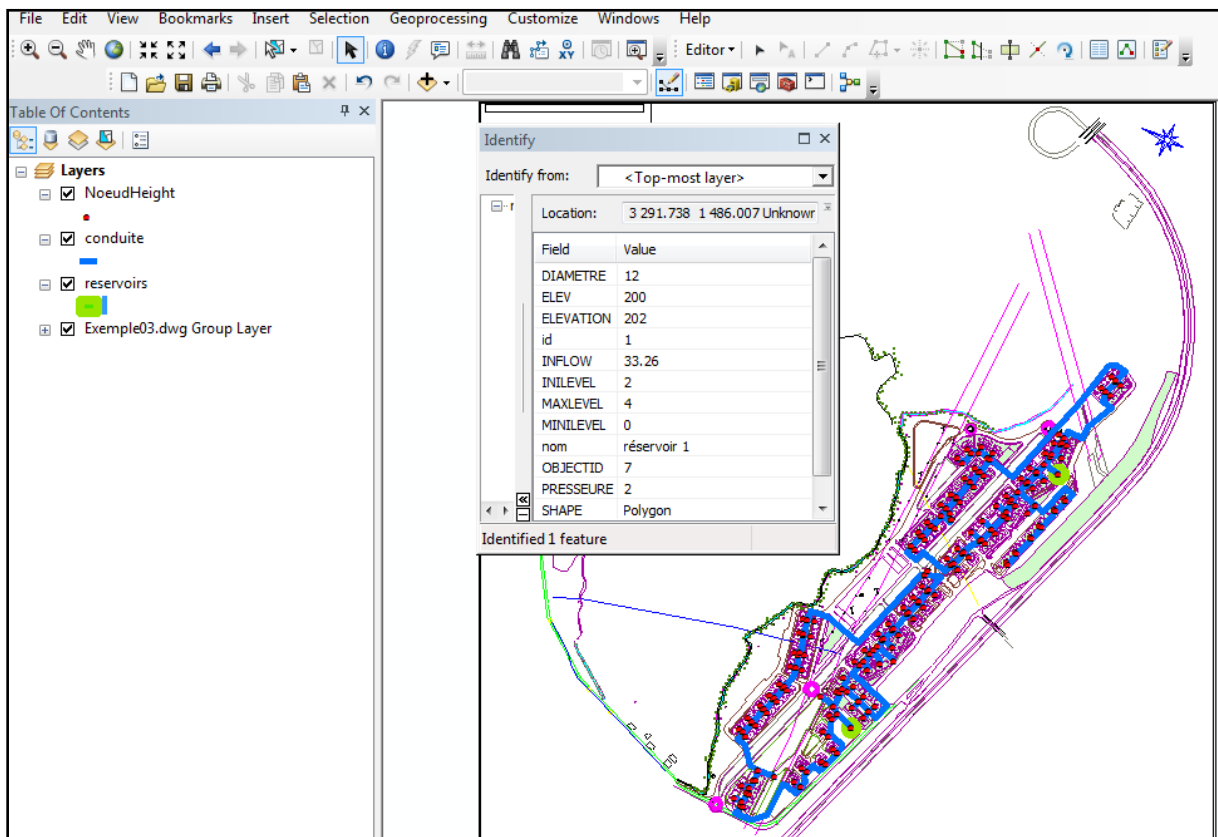 File Edit View Bookmarks Insert Selection Geoprocessing Customize Windows Help
XY
Editor
Table Of Contents
Layers
NoeudHeight
conduite
reservoirs
Exemple03.dwg Group Layer
Identify
Identify from: <Top-most layer>
Location: 3 291.738 1 486.007 Unknowr
Field Value
DIAMETRE 12
ELEV 200
ELEVATION 202
id 1
INFLOW 33.26
INILEVEL 2
MAXLEVEL 4
MINILEVEL 0
nom réservoir 1
OBJECTID 7
PRESSEURE 2
SHAPE Polygon
Identified 1 feature